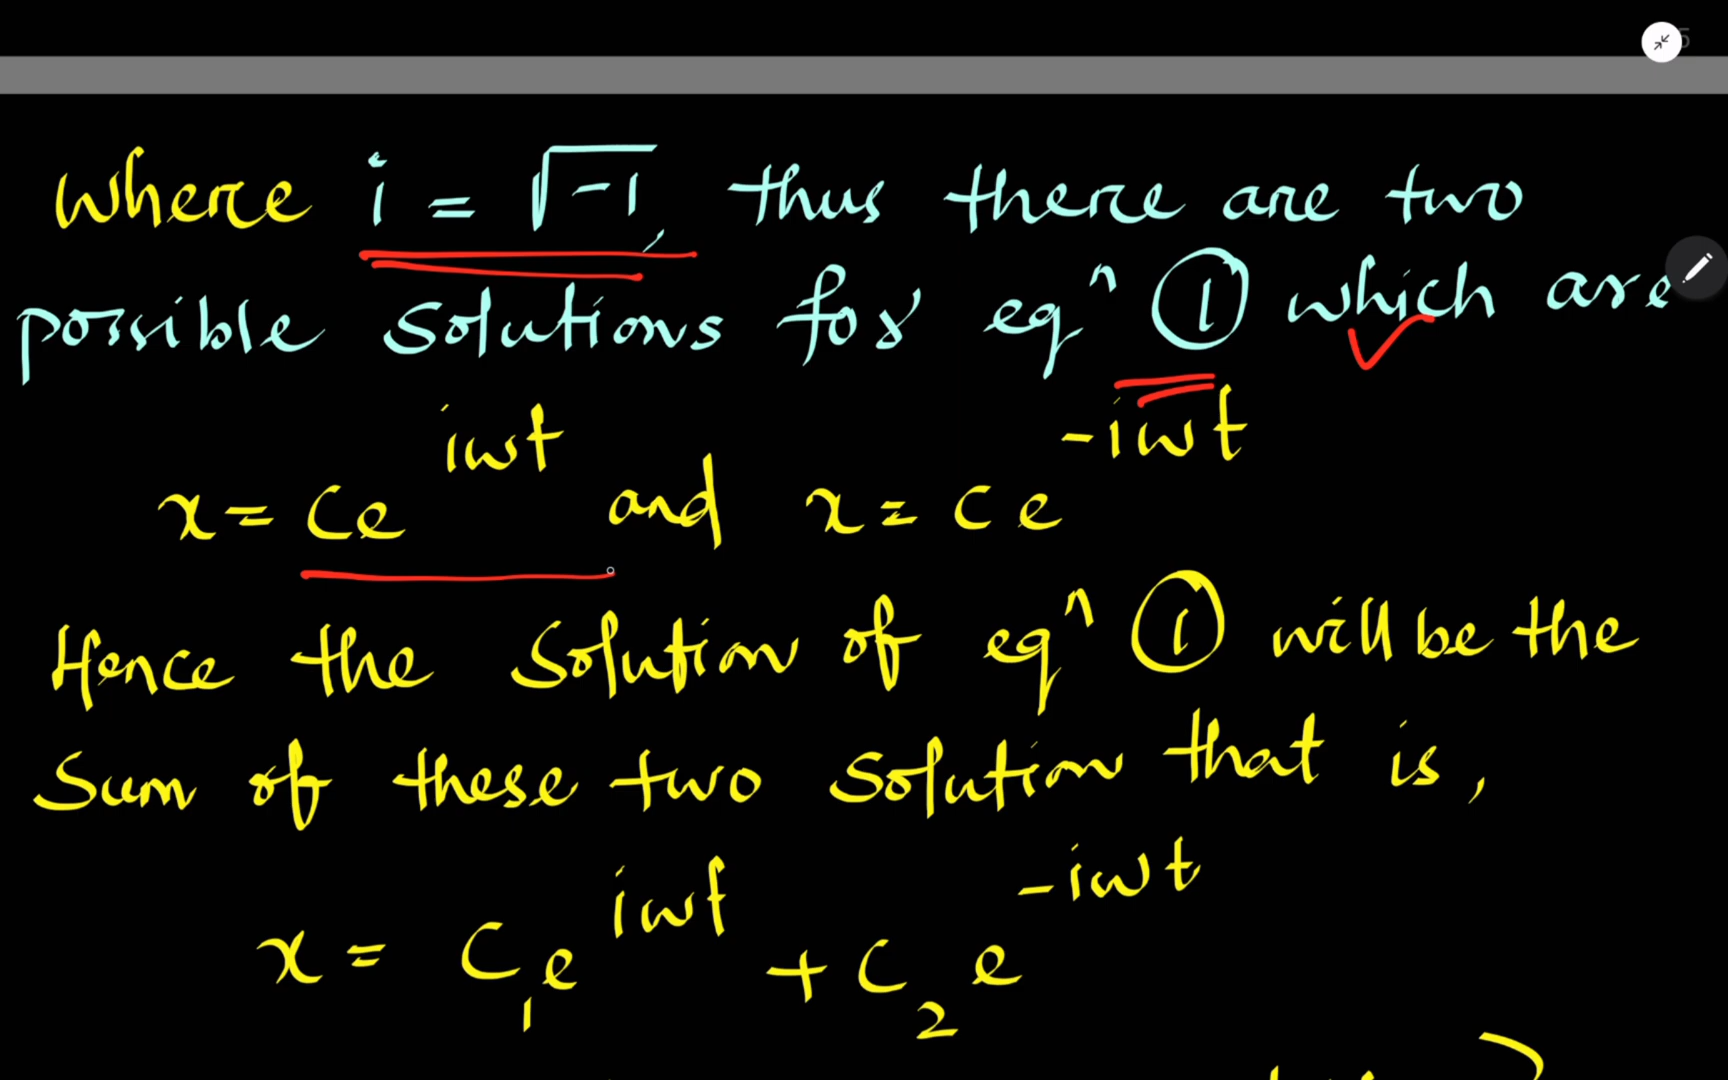 where i = √-1, thus there are two
possible solutions for eqⁿ ① which are
x = Ce^iωt and x = Ce^-iωt
Hence the solution of eqⁿ ① will be the
sum of these two solution that is,
x = C₁e^iωt + C₂e^-iωt